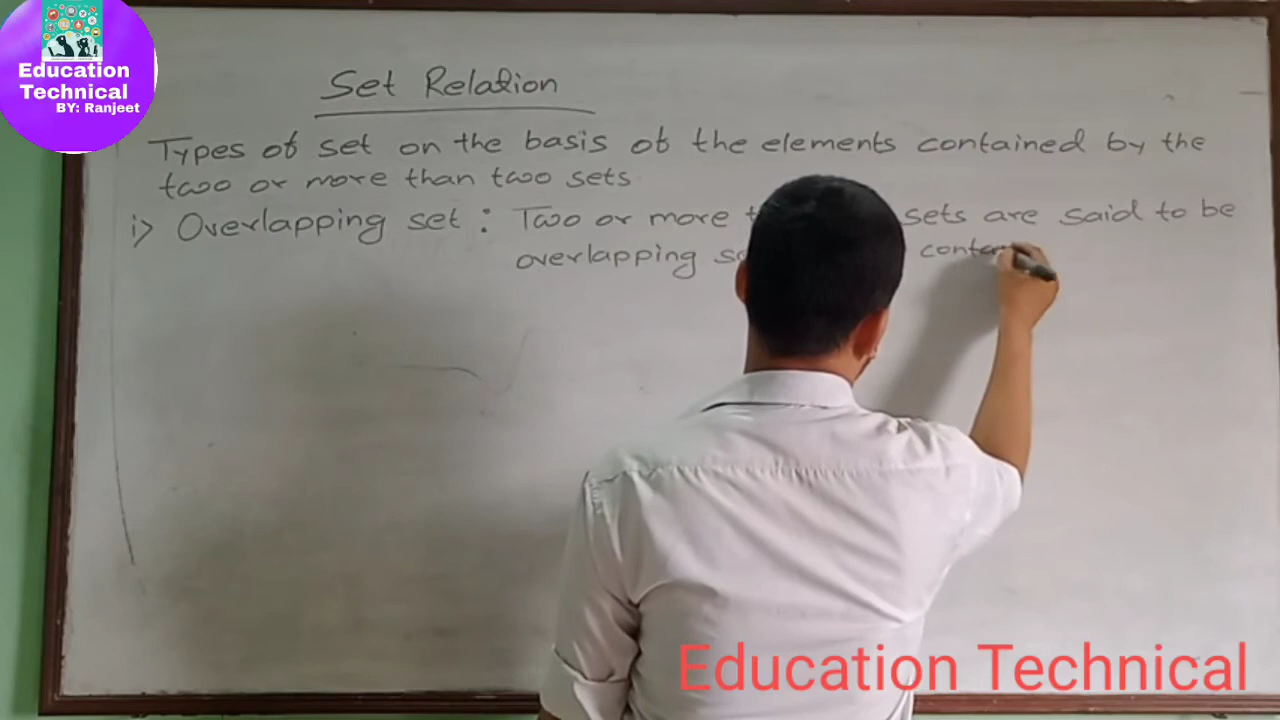 Education
Technical
BY: Ranjeet
Set Relation
Types of set on the basis of the elements contained by the
two or more than two sets
i) Overlapping set : Two or more sets are said to be
overlapping
Education Technical